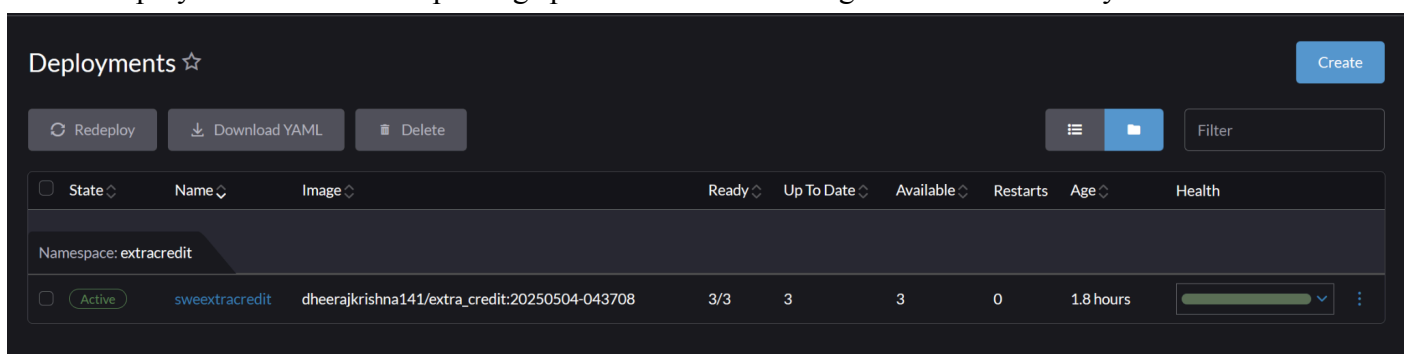 Deployments
Create
Redeploy Download YAML Delete Filter
State Name Image Ready Up To Date Available Restarts Age Health
Namespace: extracredit
Active sweextracredit dheerajkrishna141/extra_credit:20250504-043708 3/3 3 3 0 1.8 hours